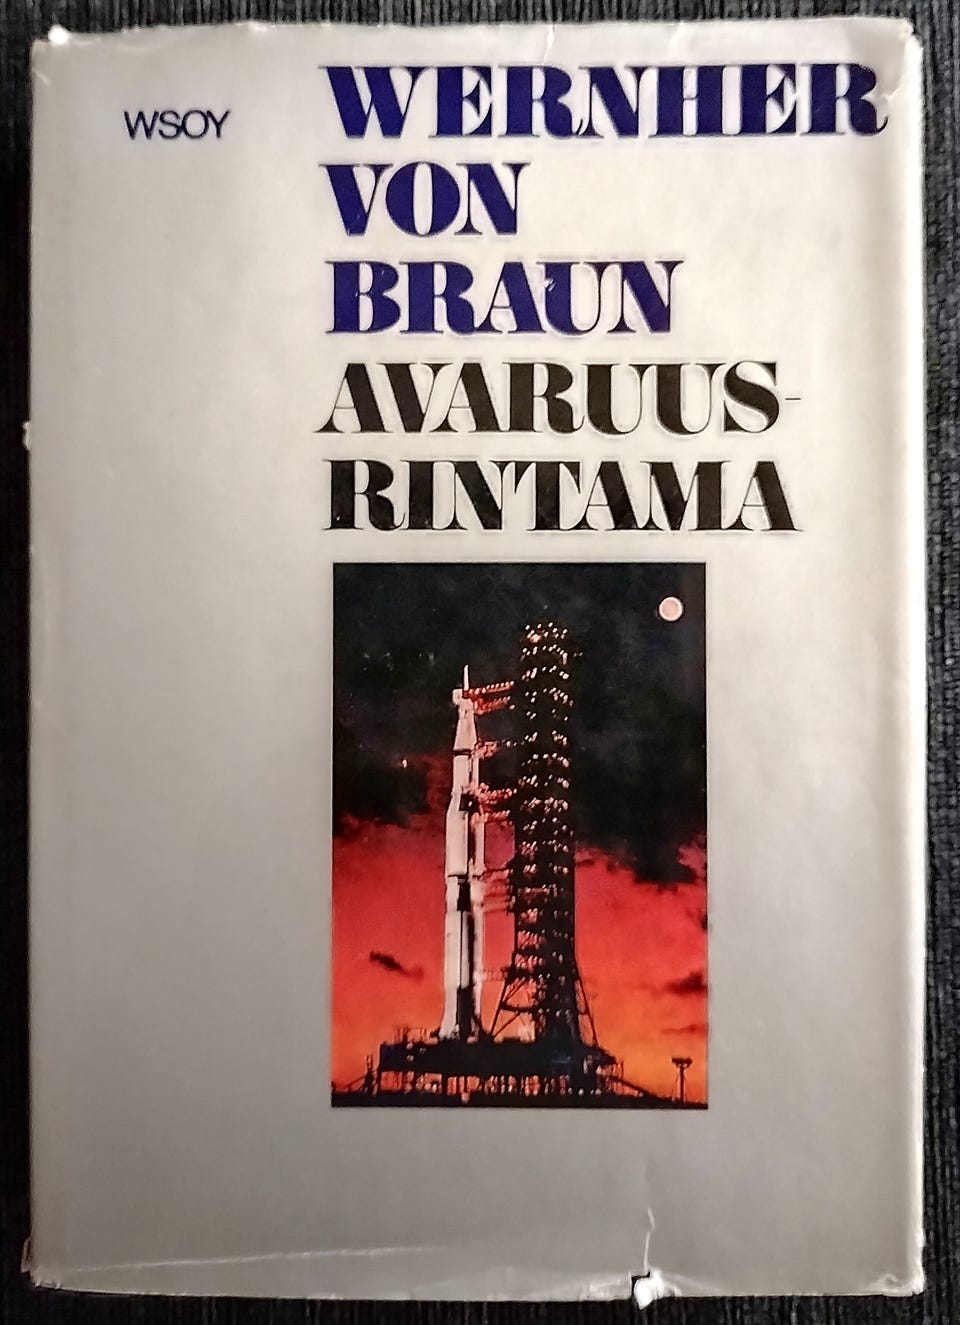 WSOY
WERNHER
VON
BRAUN
AVARUUS-
RINTAMA